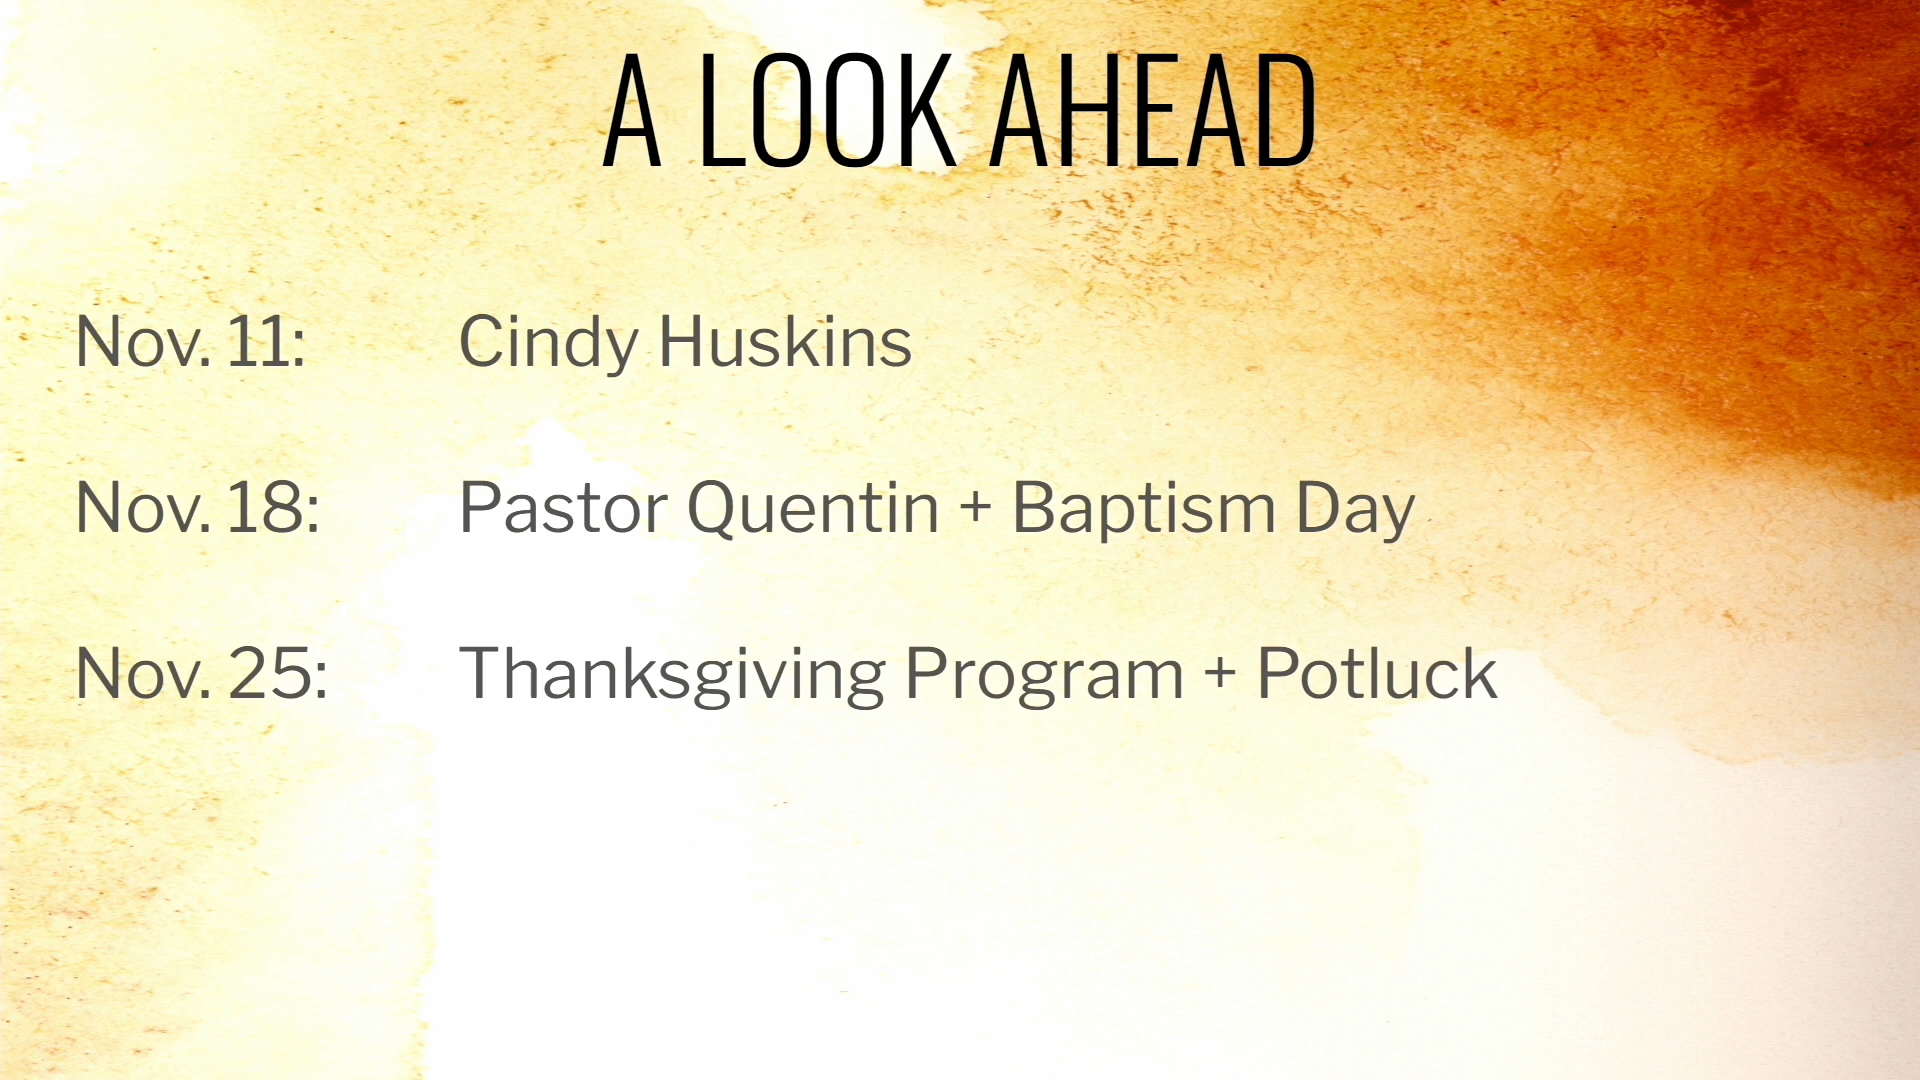 A LOOK AHEAD
Nov. 11: Cindy Huskins
Nov. 18: Pastor Quentin + Baptism Day
Nov. 25: Thanksgiving Program + Potluck